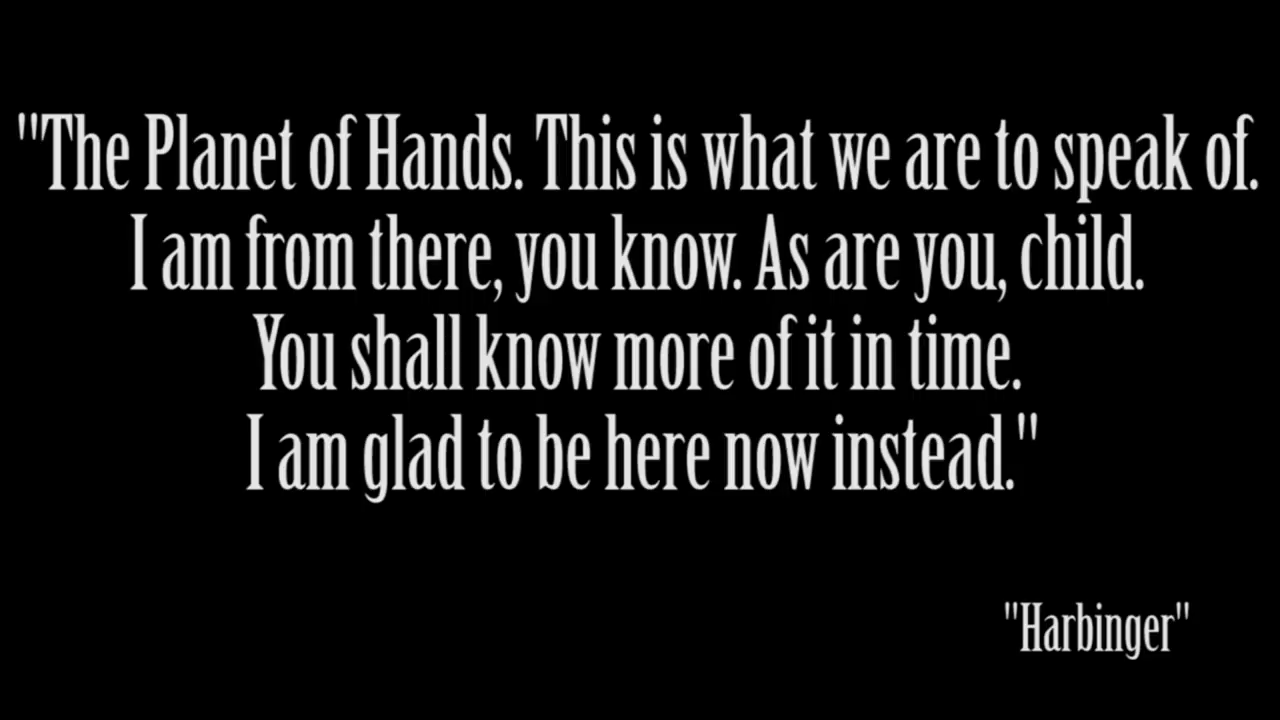 "The Planet of Hands. This is what we are to speak of.
I am from there, you know. As are you, child.
You shall know more of it in time.
I am glad to be here now instead."
"Harbinger"